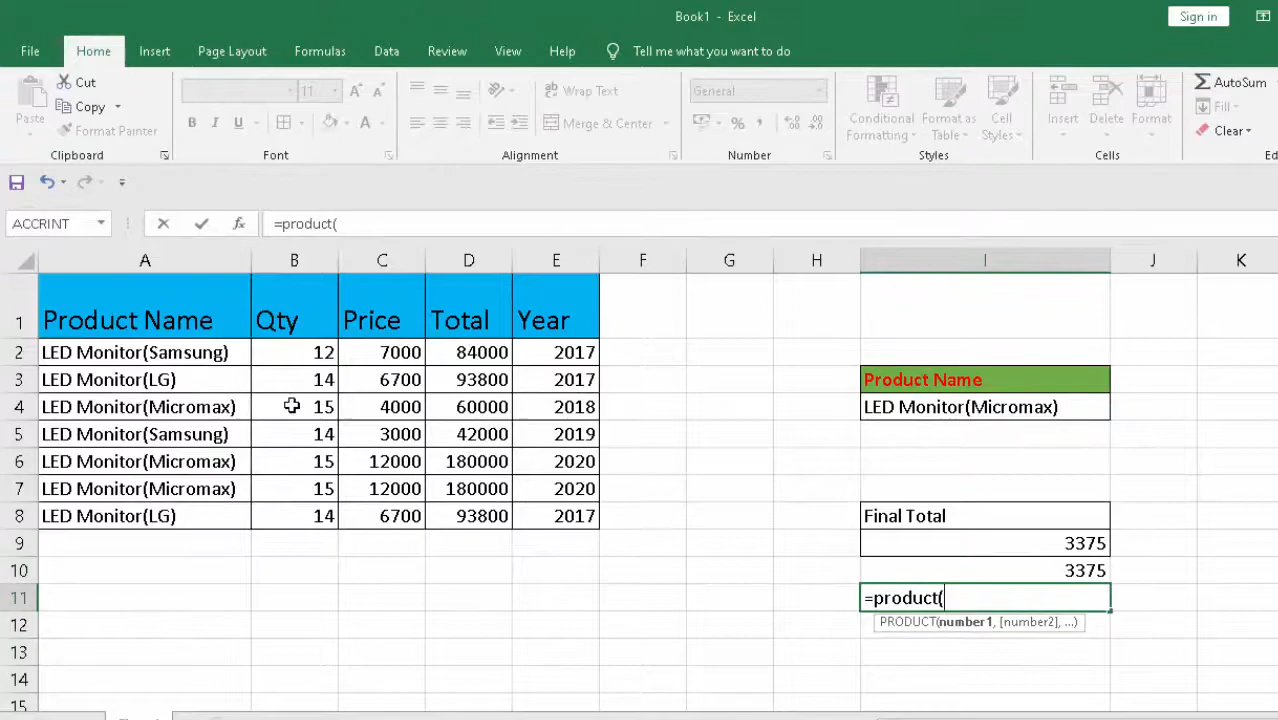 Book1 - Excel
Sign in
File Home Insert Page Layout Formulas Data Review View Help Tell me what you want to do
Cut
Copy
Format Painter
Paste
Clipboard
11
B I U
A A
A
Font
ab Wrap Text
Merge & Center
Alignment
General
%
Number
Conditional Formatting
Format as Table
Cell Styles
Styles
Insert Delete Format
Cells
AutoSum
Fill
Clear
Ed
ACCRINT fx =product(
A B C D E F G H I J K
1 Product Name Qty Price Total Year
2 LED Monitor(Samsung) 12 7000 84000 2017
3 LED Monitor(LG) 14 6700 93800 2017 Product Name
4 LED Monitor(Micromax) 15 4000 60000 2018 LED Monitor(Micromax)
5 LED Monitor(Samsung) 14 3000 42000 2019
6 LED Monitor(Micromax) 15 12000 180000 2020
7 LED Monitor(Micromax) 15 12000 180000 2020
8 LED Monitor(LG) 14 6700 93800 2017 Final Total
9 3375
10 3375
11 =product(
12 PRODUCT(number1, [number2], ...)
13
14
15